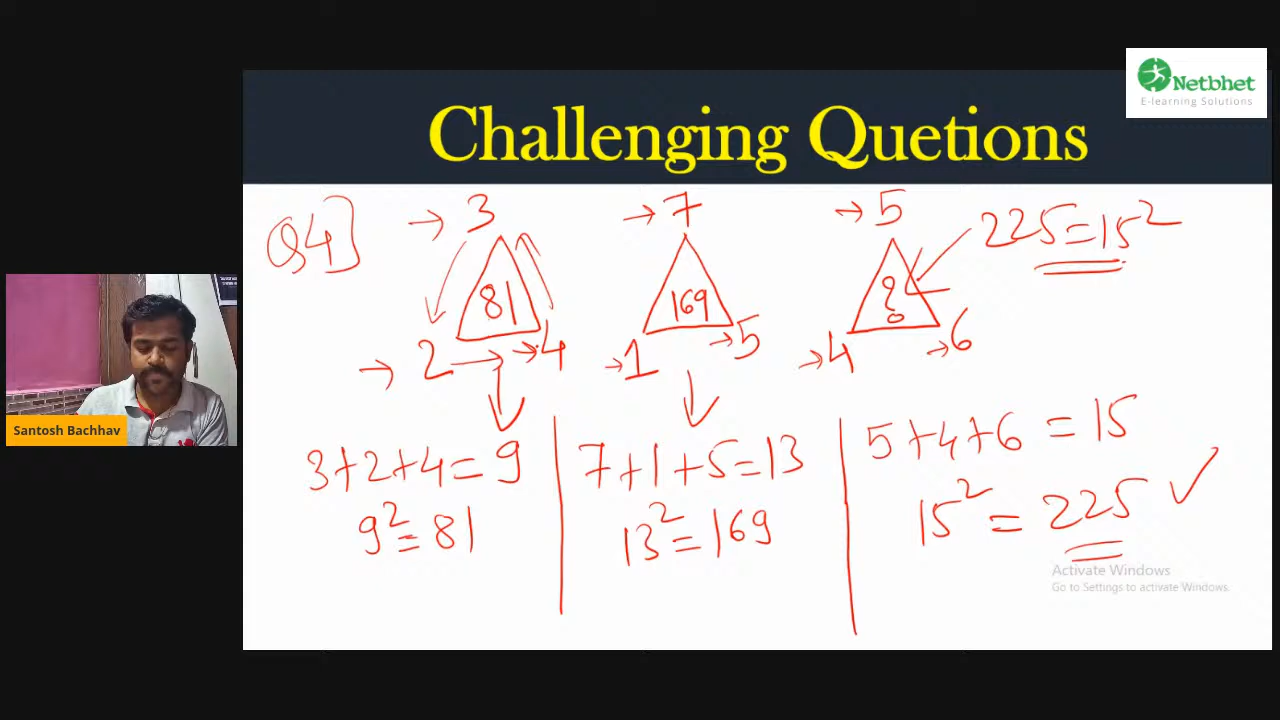 Netbhet
E-learning Solutions
Challenging Quetions
Q4]
3
7
5
225=15²
81
169
?
2
4
1
5
4
6
3+2+4=9
7+1+5=13
5+4+6=15
9²=81
13²=169
15²=225
Santosh Bachhav
Activate Windows
Go to Settings to activate Windows.